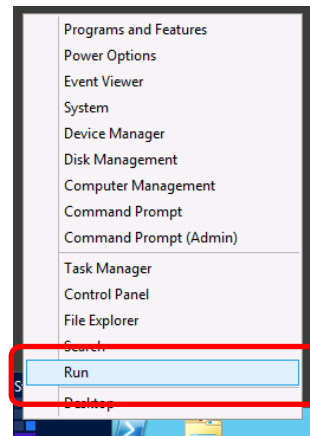 Programs and Features
Power Options
Event Viewer
System
Device Manager
Disk Management
Computer Management
Command Prompt
Command Prompt (Admin)
Task Manager
Control Panel
File Explorer
Search
Run
Desktop